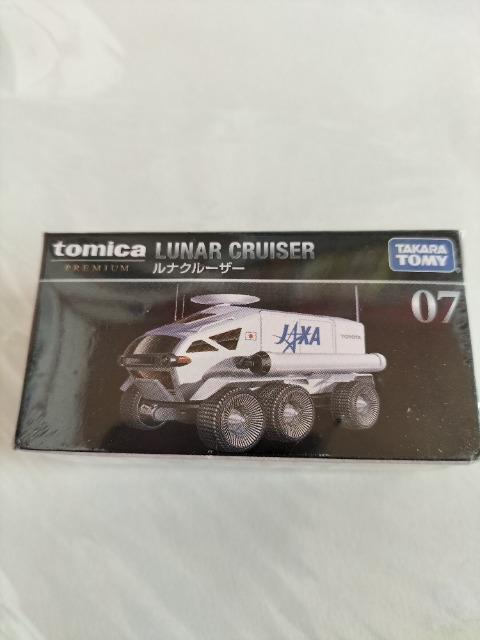 tomica LUNAR CRUISER
PREMIUM ルナクルーザー
TAKARA
TOMY
07
JAXA
TOYOTA